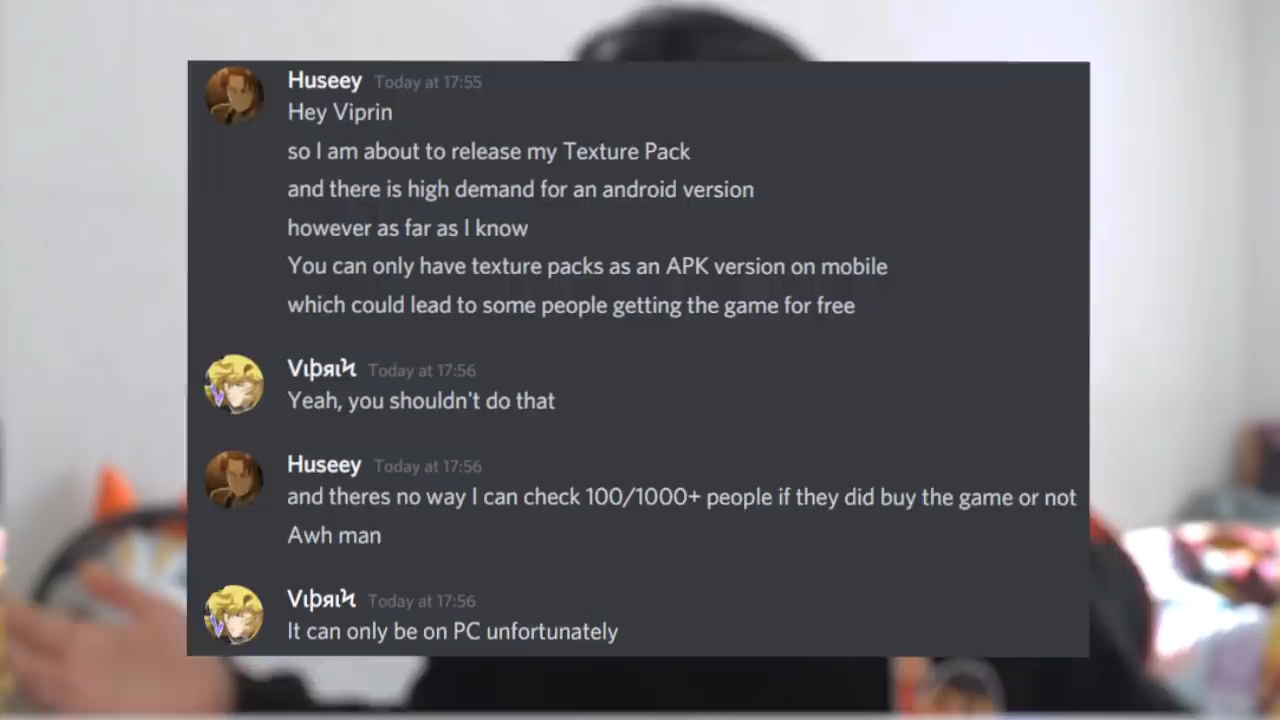 Huseey Today at 17:55
Hey Viprin
so I am about to release my Texture Pack
and there is high demand for an android version
however as far as I know
You can only have texture packs as an APK version on mobile
which could lead to some people getting the game for free
VιþяιϞ Today at 17:56
Yeah, you shouldn't do that
Huseey Today at 17:56
and theres no way I can check 100/1000+ people if they did buy the game or not
Awh man
VιþяιϞ Today at 17:56
It can only be on PC unfortunately